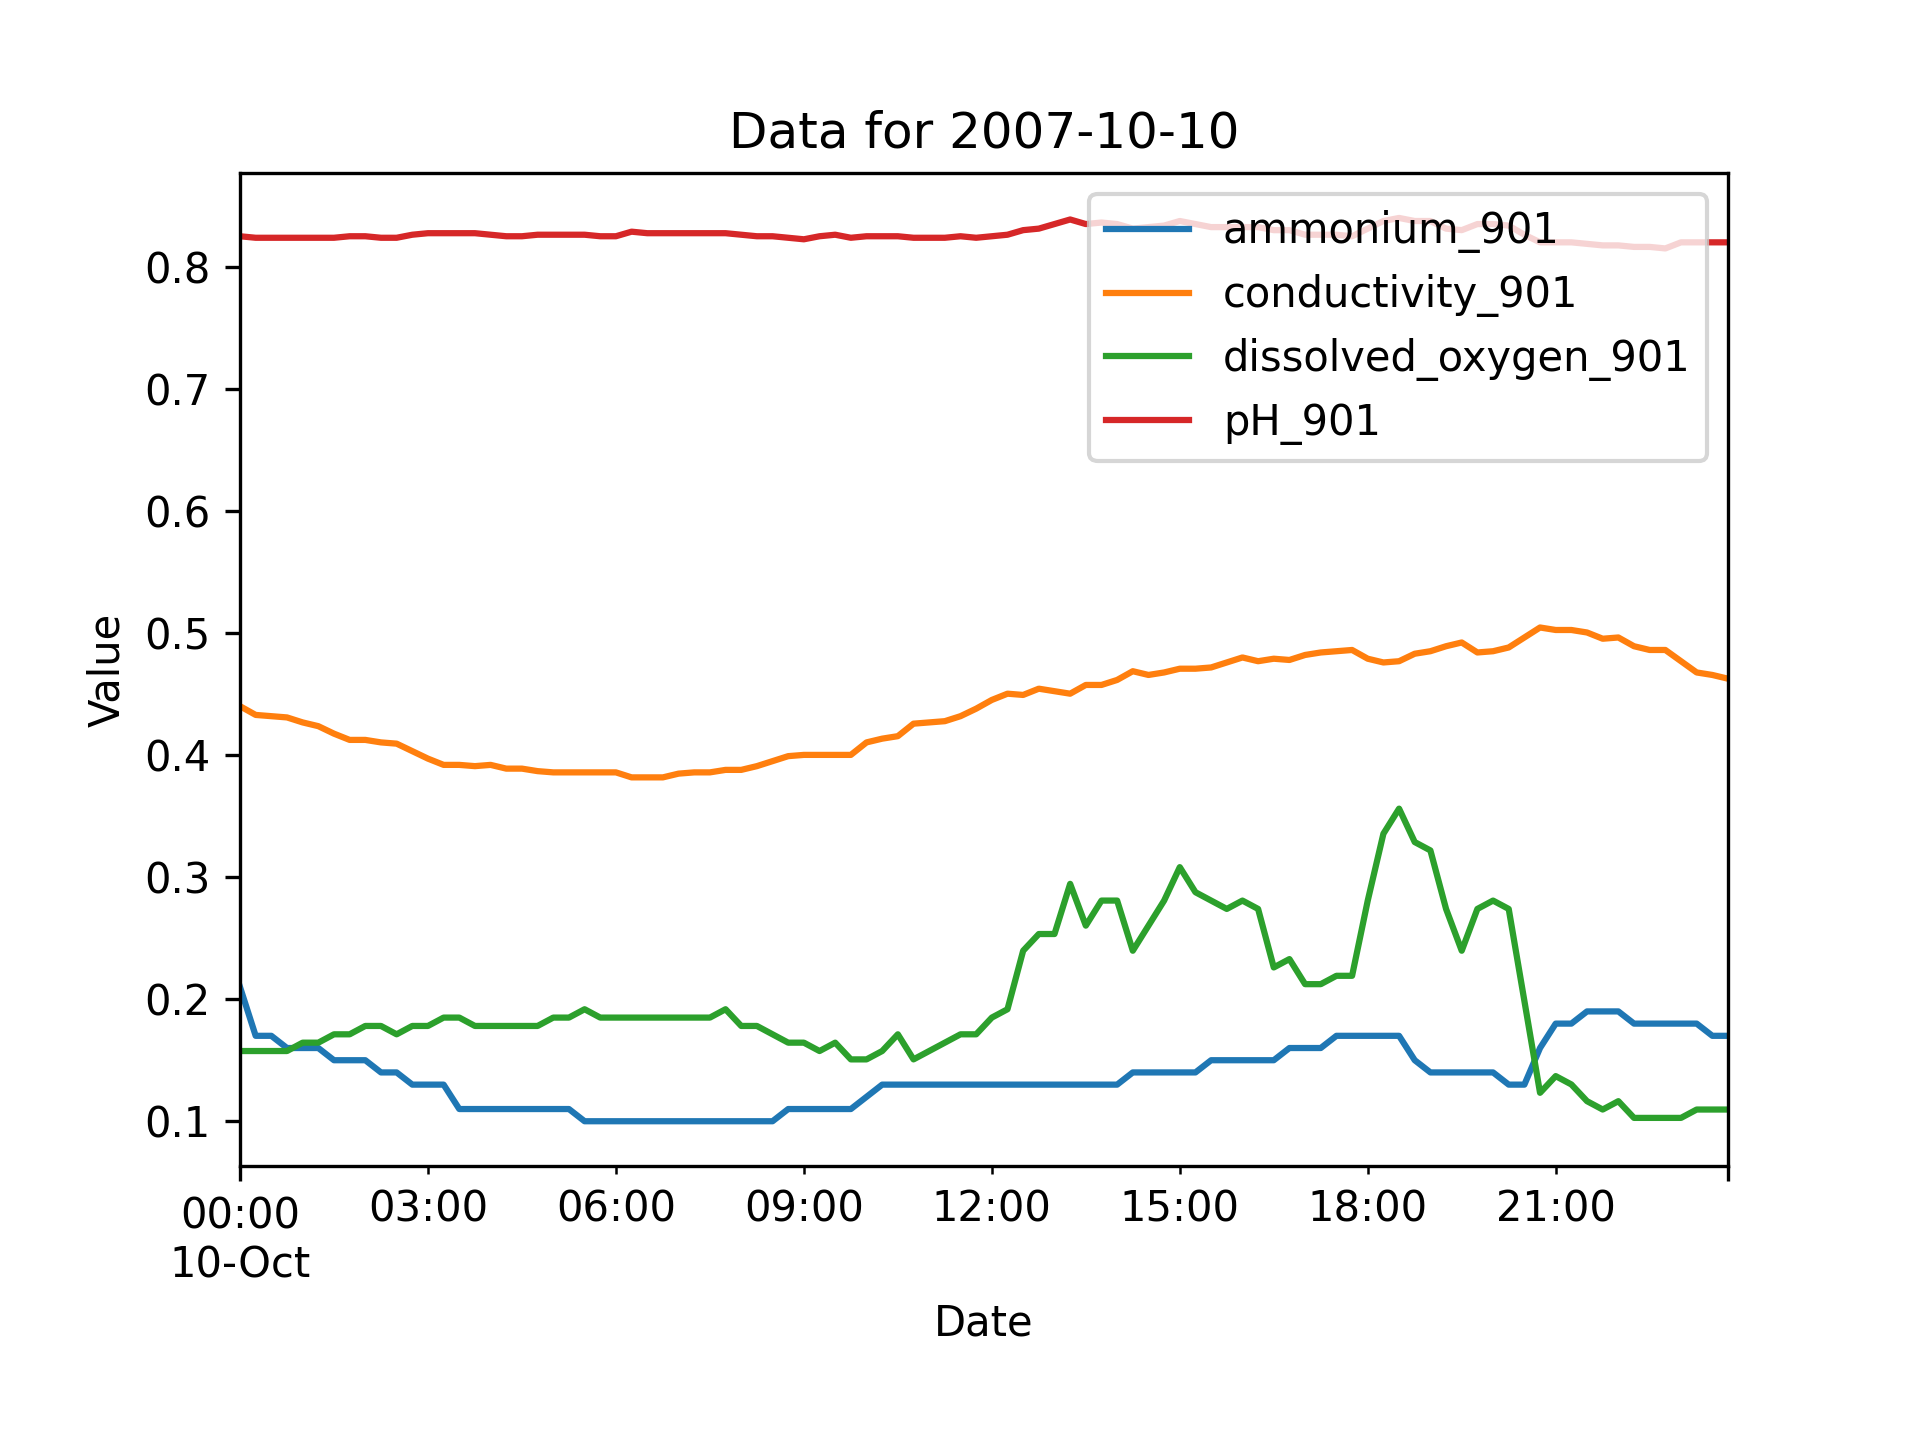 Data for 2007-10-10
ammonium_901
conductivity_901
dissolved_oxygen_901
pH_901
0.8
0.7
0.6
0.5
0.4
0.3
0.2
0.1
Value
00:00 03:00 06:00 09:00 12:00 15:00 18:00 21:00
10-Oct
Date